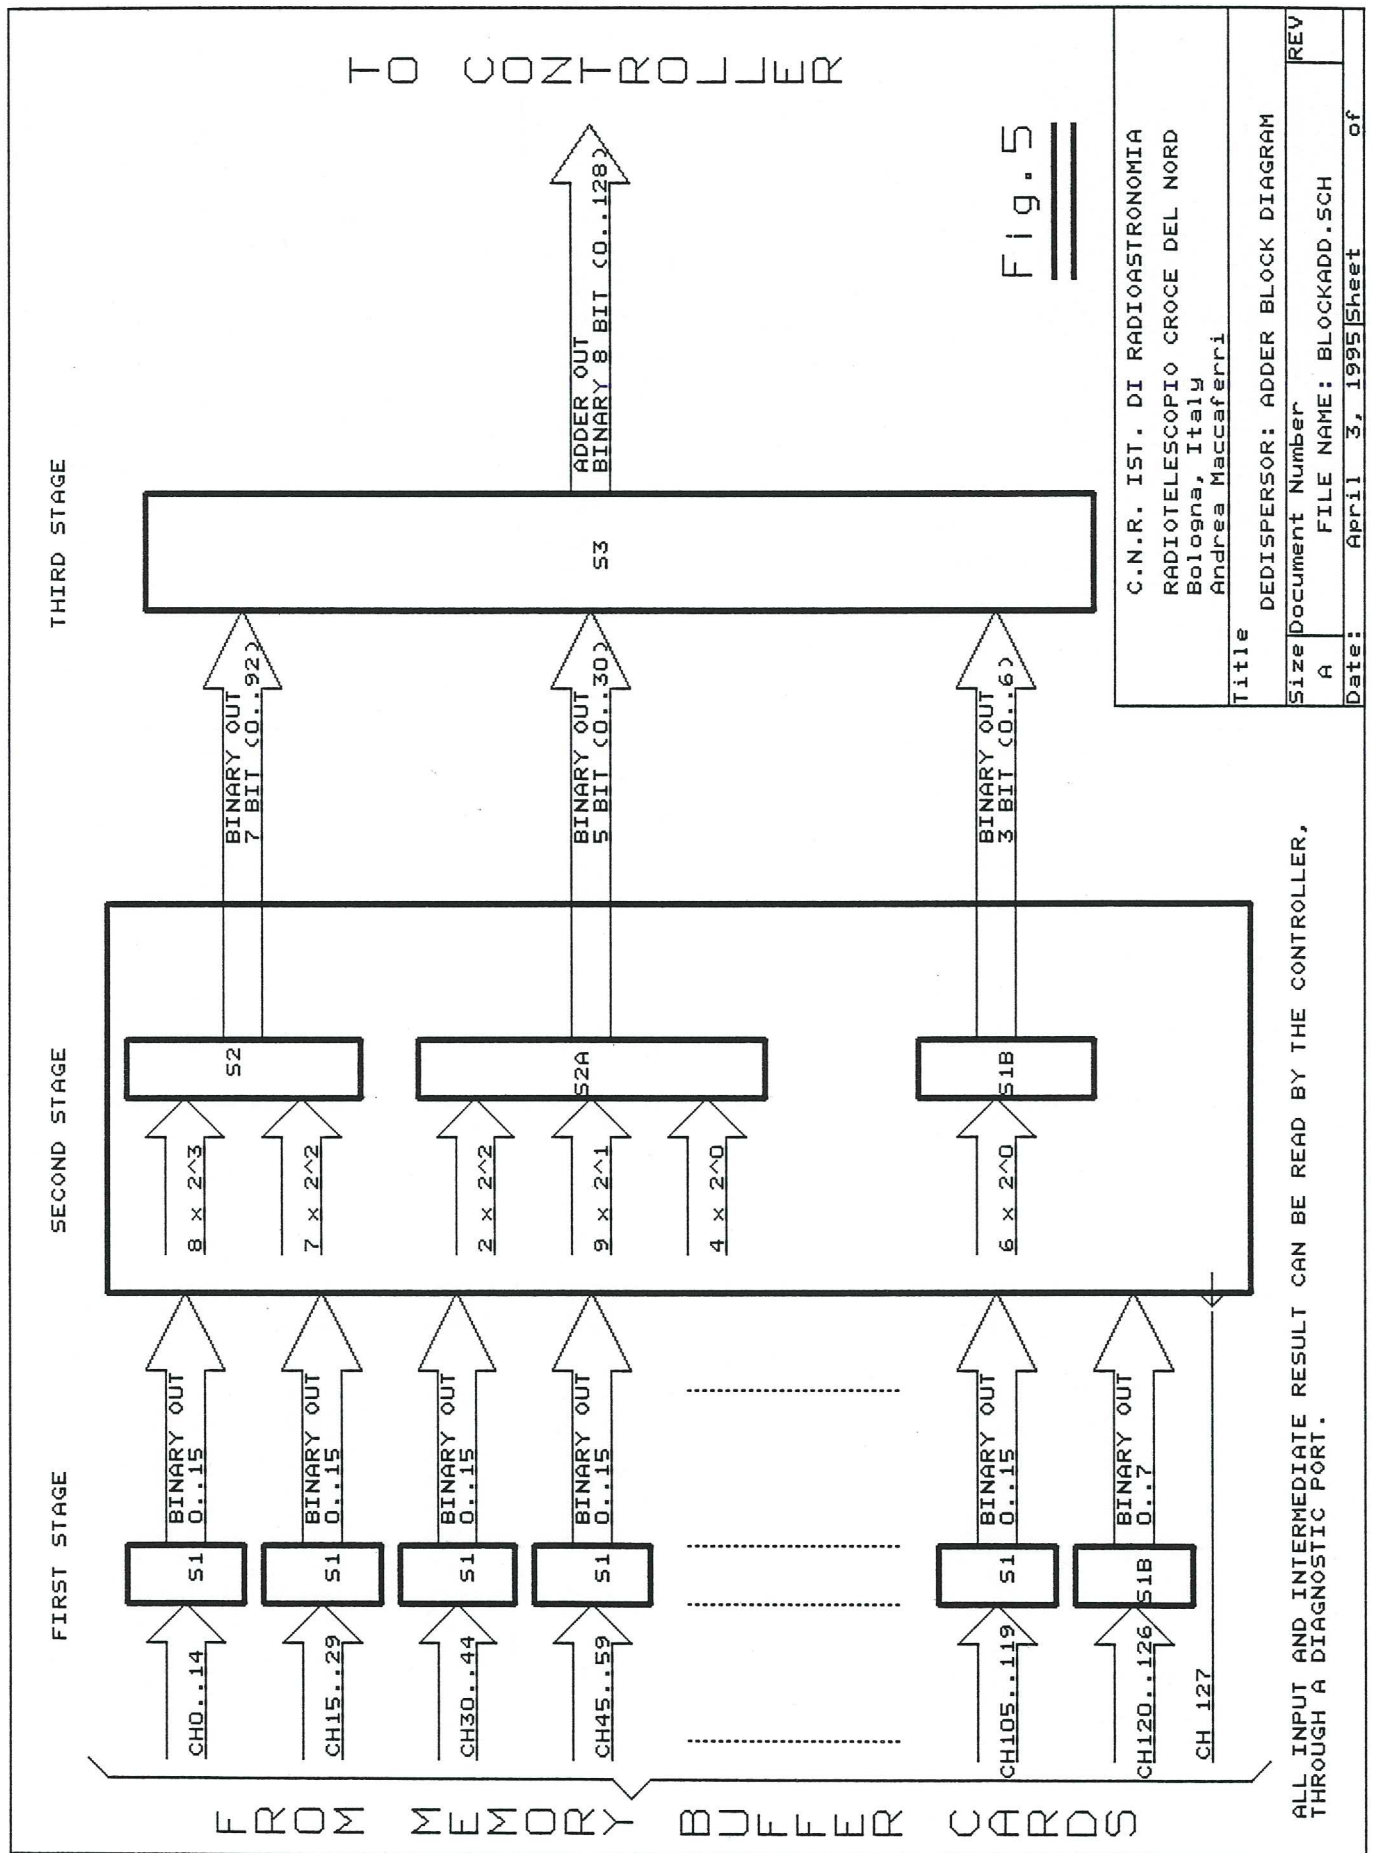 FIRST STAGE
SECOND STAGE
THIRD STAGE
FROM MEMORY BUFFER CARDS
CH0..14
S1
BINARY OUT
0..15
CH15..29
S1
BINARY OUT
0..15
CH30..44
S1
BINARY OUT
0..15
CH45..59
S1
BINARY OUT
0..15
CH105..119
S1
BINARY OUT
0..15
CH120..126
S1B
BINARY OUT
0..7
CH 127
8 x 2^3
7 x 2^2
S2
2 x 2^2
9 x 2^1
4 x 2^0
S2A
6 x 2^0
S1B
BINARY OUT
7 BIT (0..92)
BINARY OUT
5 BIT (0..30)
BINARY OUT
3 BIT (0..6)
S3
ADDER OUT
BINARY 8 BIT (0..128)
TO CONTROLLER
Fig.5
ALL INPUT AND INTERMEDIATE RESULT CAN BE READ BY THE CONTROLLER,
THROUGH A DIAGNOSTIC PORT.
C.N.R. IST. DI RADIOASTRONOMIA
RADIOTELESCOPIO CROCE DEL NORD
Bologna, Italy
Andrea Maccaferri
Title
DEDISPERSOR: ADDER BLOCK DIAGRAM
Size Document Number REV
A FILE NAME: BLOCKADD.SCH
Date: April 3, 1995 Sheet of